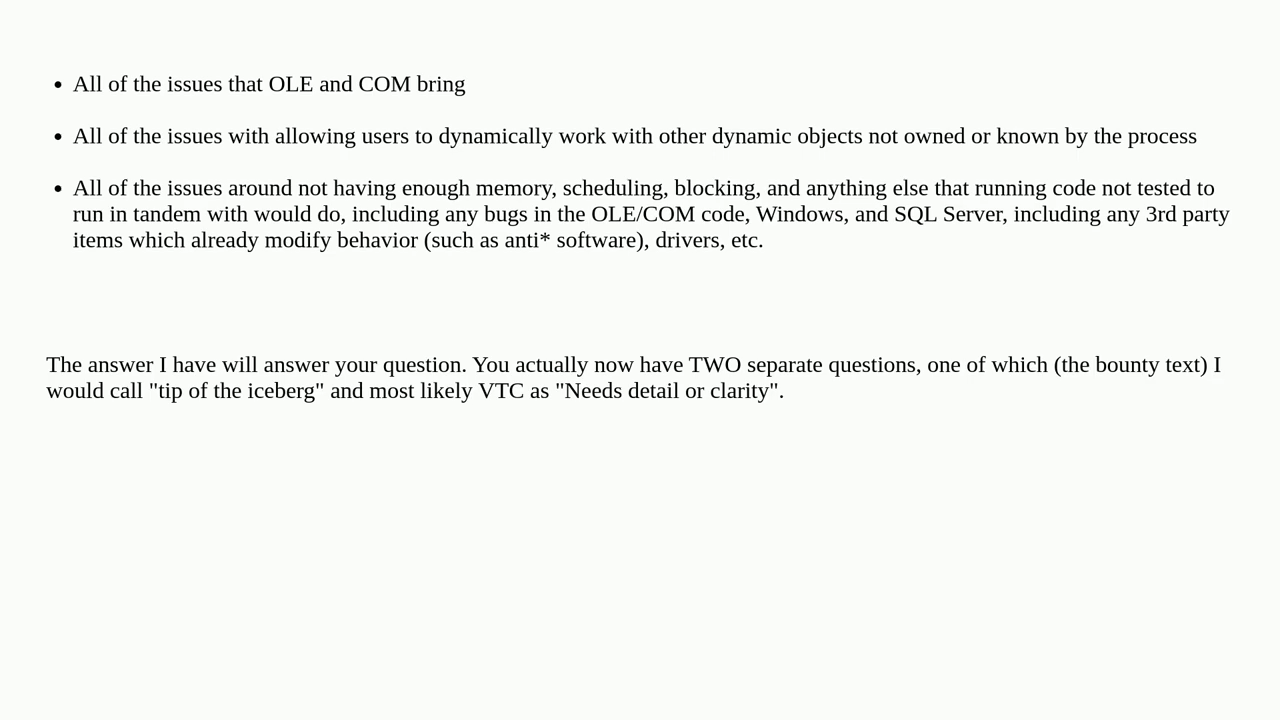 • All of the issues that OLE and COM bring
• All of the issues with allowing users to dynamically work with other dynamic objects not owned or known by the process
• All of the issues around not having enough memory, scheduling, blocking, and anything else that running code not tested to
run in tandem with would do, including any bugs in the OLE/COM code, Windows, and SQL Server, including any 3rd party
items which already modify behavior (such as anti* software), drivers, etc.
The answer I have will answer your question. You actually now have TWO separate questions, one of which (the bounty text) I
would call "tip of the iceberg" and most likely VTC as "Needs detail or clarity".